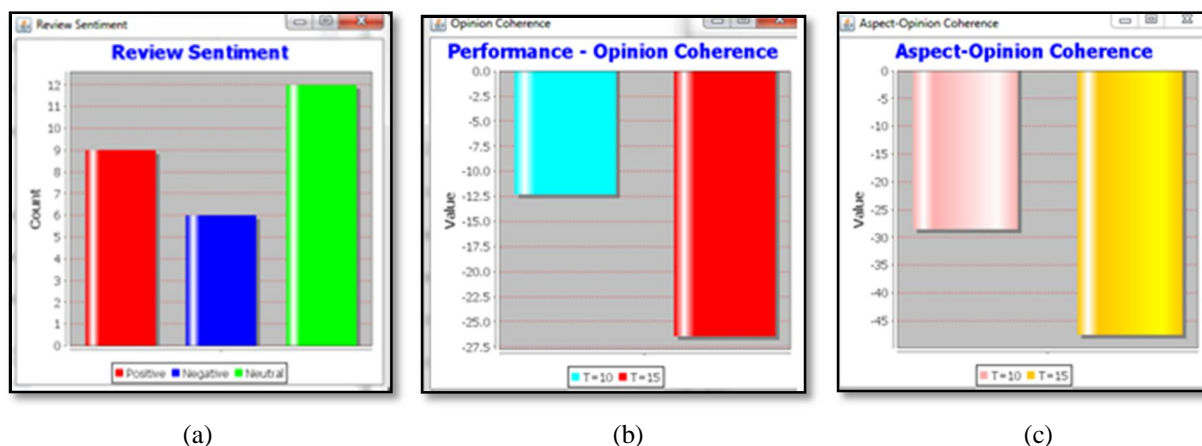 Review Sentiment
Review Sentiment
Count
12
11
10
9
8
7
6
5
4
3
2
1
0
Positive Negative Neutral
(a)
Opinion Coherence
Performance - Opinion Coherence
Value
0.0
-2.5
-5.0
-7.5
-10.0
-12.5
-15.0
-17.5
-20.0
-22.5
-25.0
-27.5
T=10 T=15
(b)
Aspect-Opinion Coherence
Aspect-Opinion Coherence
Value
0
-5
-10
-15
-20
-25
-30
-35
-40
-45
T=10 T=15
(c)